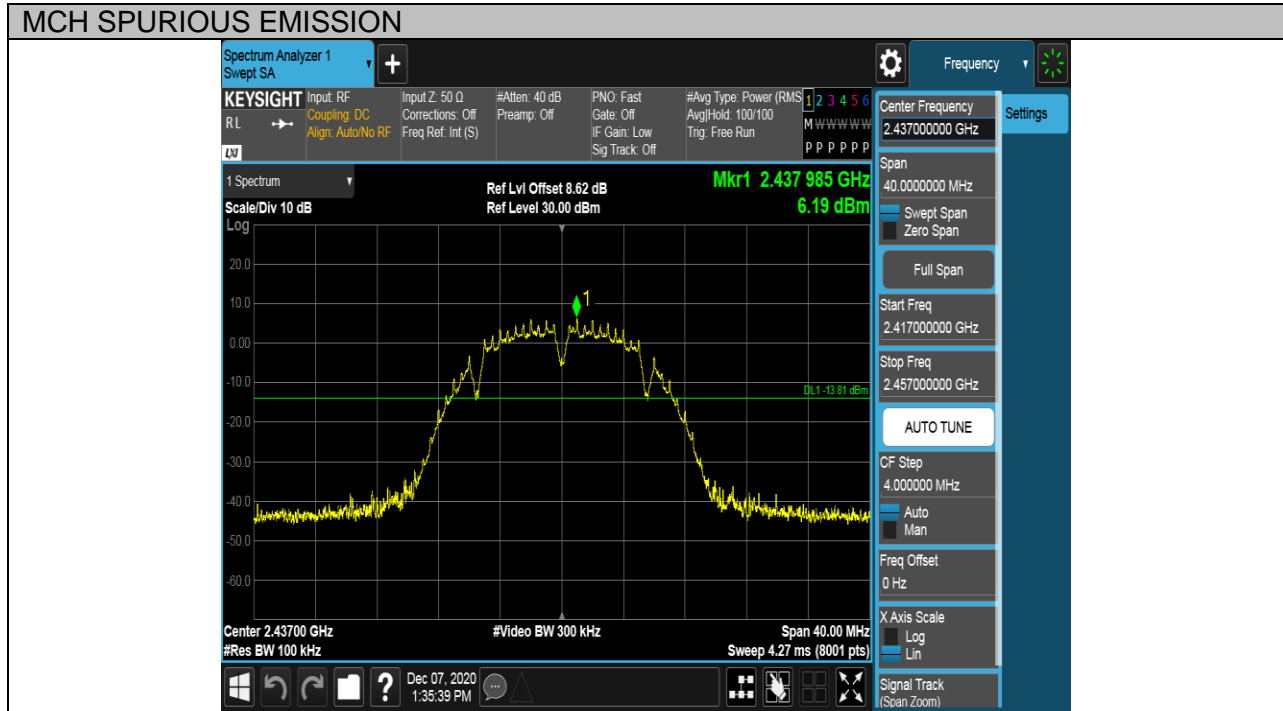 MCH SPURIOUS EMISSION
Spectrum Analyzer 1
Swept SA
+
Frequency
KEYSIGHT
RL
LXI
Input: RF
Coupling: DC
Align: Auto/No RF
Input Z: 50 Ω
Corrections: Off
Freq Ref: Int (S)
#Atten: 40 dB
Preamp: Off
PNO: Fast
Gate: Off
IF Gain: Low
Sig Track: Off
#Avg Type: Power (RMS
Avg|Hold: 100/100
Trig: Free Run
1 2 3 4 5 6
M W W W W W
P P P P P P
1 Spectrum
Scale/Div 10 dB
Log
Ref Lvl Offset 8.62 dB
Ref Level 30.00 dBm
Mkr1 2.437 985 GHz
6.19 dBm
20.0
10.0
0.00
-10.0
-20.0
-30.0
-40.0
-50.0
-60.0
1
DL1 -13.81 dBm
Center 2.43700 GHz
#Res BW 100 kHz
#Video BW 300 kHz
Span 40.00 MHz
Sweep 4.27 ms (8001 pts)
?
Dec 07, 2020
1:35:39 PM
Center Frequency
2.437000000 GHz
Span
40.0000000 MHz
Swept Span
Zero Span
Full Span
Start Freq
2.417000000 GHz
Stop Freq
2.457000000 GHz
AUTO TUNE
CF Step
4.000000 MHz
Auto
Man
Freq Offset
0 Hz
X Axis Scale
Log
Lin
Signal Track
(Span Zoom)
Settings